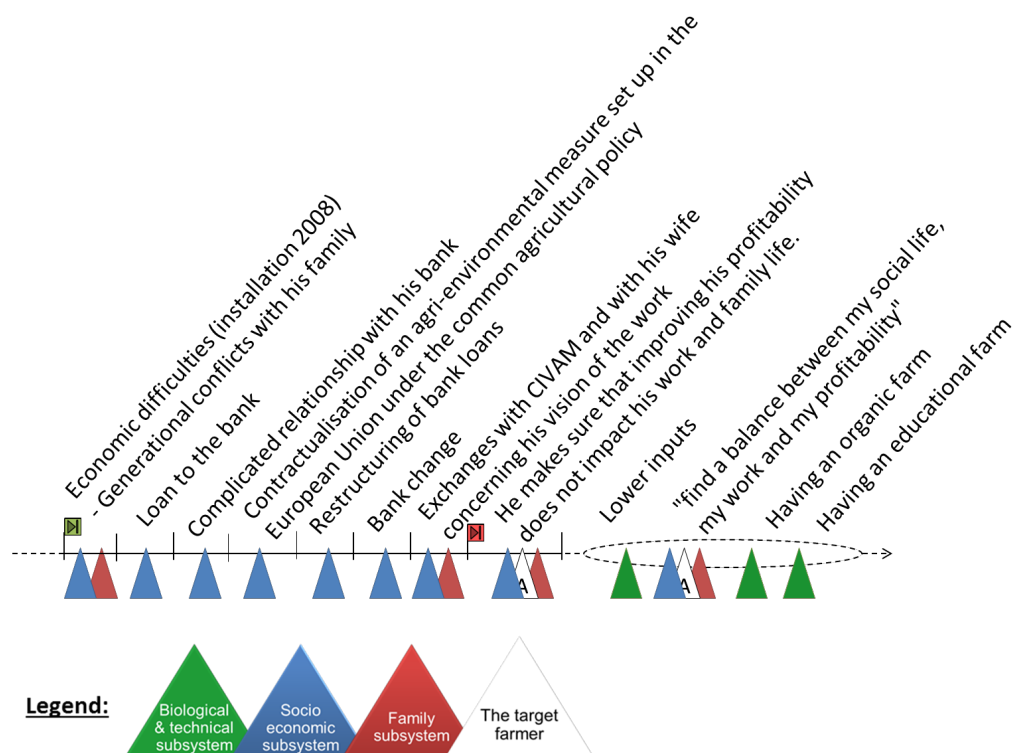 Economic difficulties (installation 2008)
- Generational conflicts with his family
Loan to the bank
Complicated relationship with his bank
Contractualisation of an agri-environmental measure set up in the
European Union under the common agricultural policy
Restructuring of bank loans
Bank change
Exchanges with CIVAM and with his wife
concerning his vision of the work
He makes sure that improving his profitability
does not impact his work and family life.
Lower inputs
"find a balance between my social life,
my work and my profitability"
Having an organic farm
Having an educational farm
A
A
Legend:
Biological
& technical
subsystem
Socio
economic
subsystem
Family
subsystem
The target
farmer